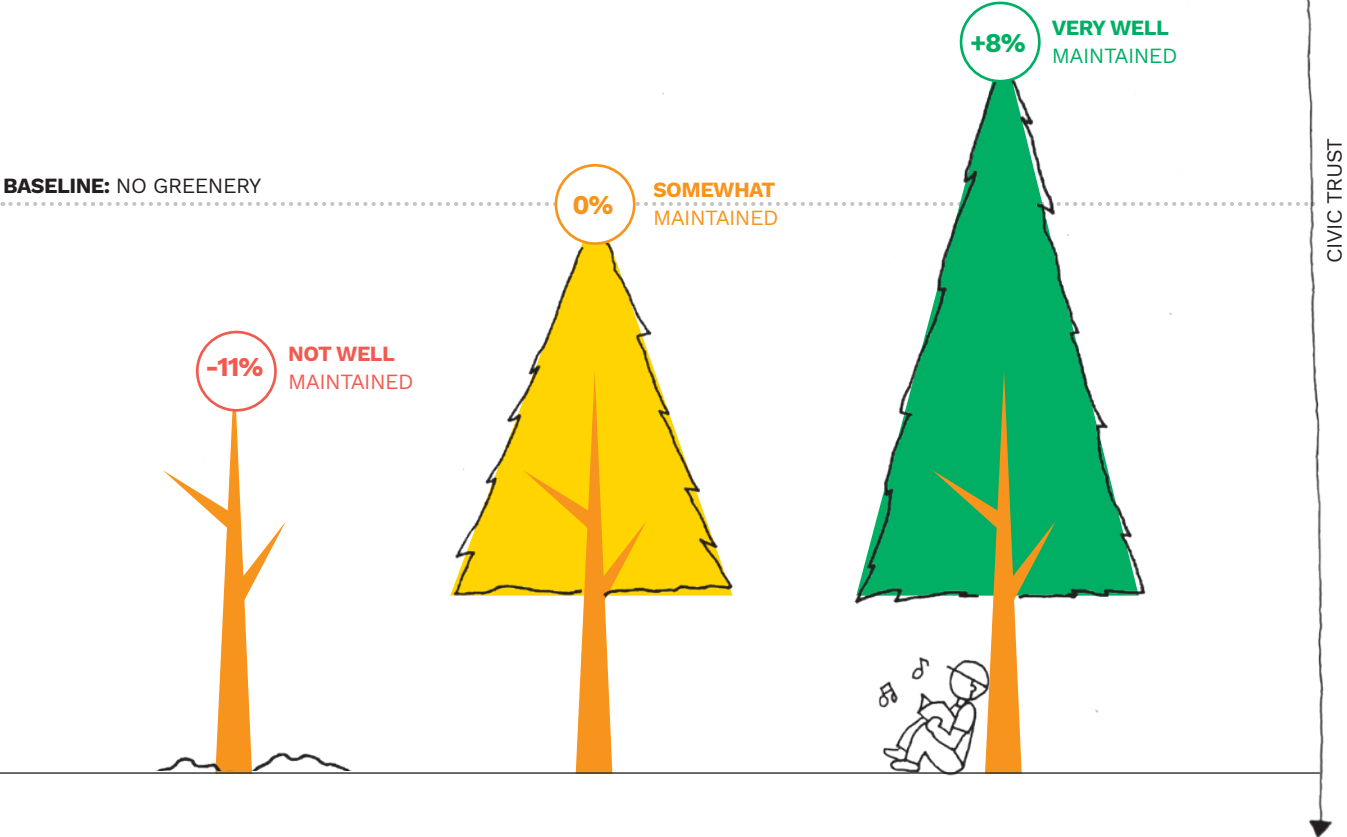 +8%
VERY WELL
MAINTAINED
BASELINE: NO GREENERY
0%
SOMEWHAT
MAINTAINED
CIVIC TRUST
-11%
NOT WELL
MAINTAINED